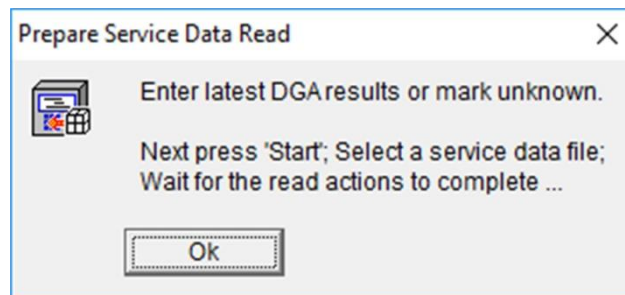 Prepare Service Data Read
Enter latest DGA results or mark unknown.
Next press 'Start'; Select a service data file;
Wait for the read actions to complete ...
Ok